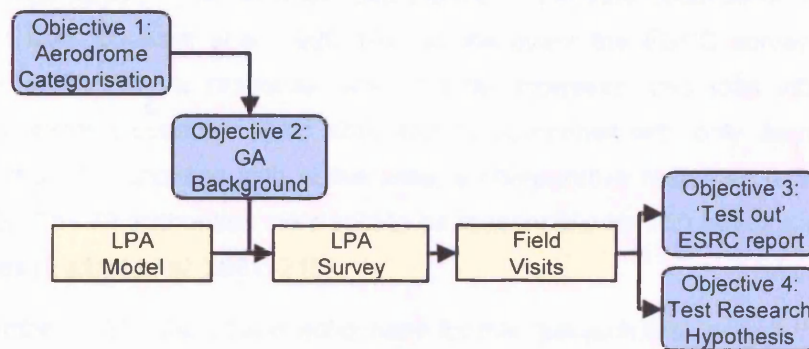 Objective 1:
Aerodrome
Categorisation
Objective 2:
GA
Background
LPA
Model
LPA
Survey
Field
Visits
Objective 3:
‘Test out’
ESRC report
Objective 4:
Test Research
Hypothesis